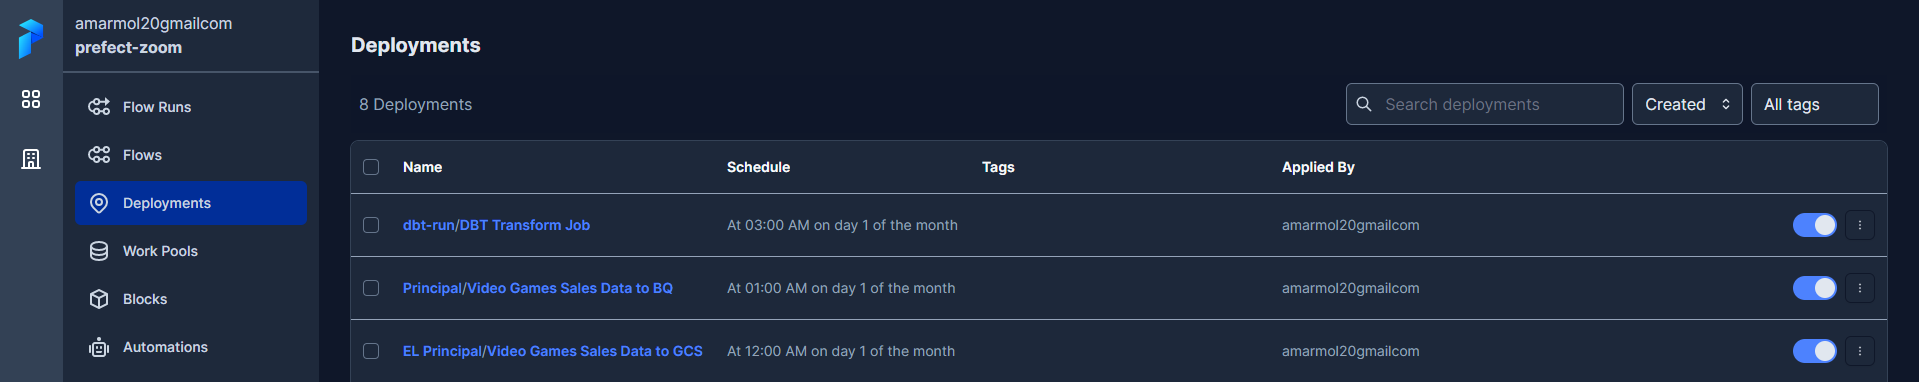 amarmol20gmailcom
prefect-zoom
Flow Runs
Flows
Deployments
Work Pools
Blocks
Automations
Deployments
8 Deployments
Search deployments
Created
All tags
Name Schedule Tags Applied By
dbt-run/DBT Transform Job At 03:00 AM on day 1 of the month amarmol20gmailcom
Principal/Video Games Sales Data to BQ At 01:00 AM on day 1 of the month amarmol20gmailcom
EL Principal/Video Games Sales Data to GCS At 12:00 AM on day 1 of the month amarmol20gmailcom